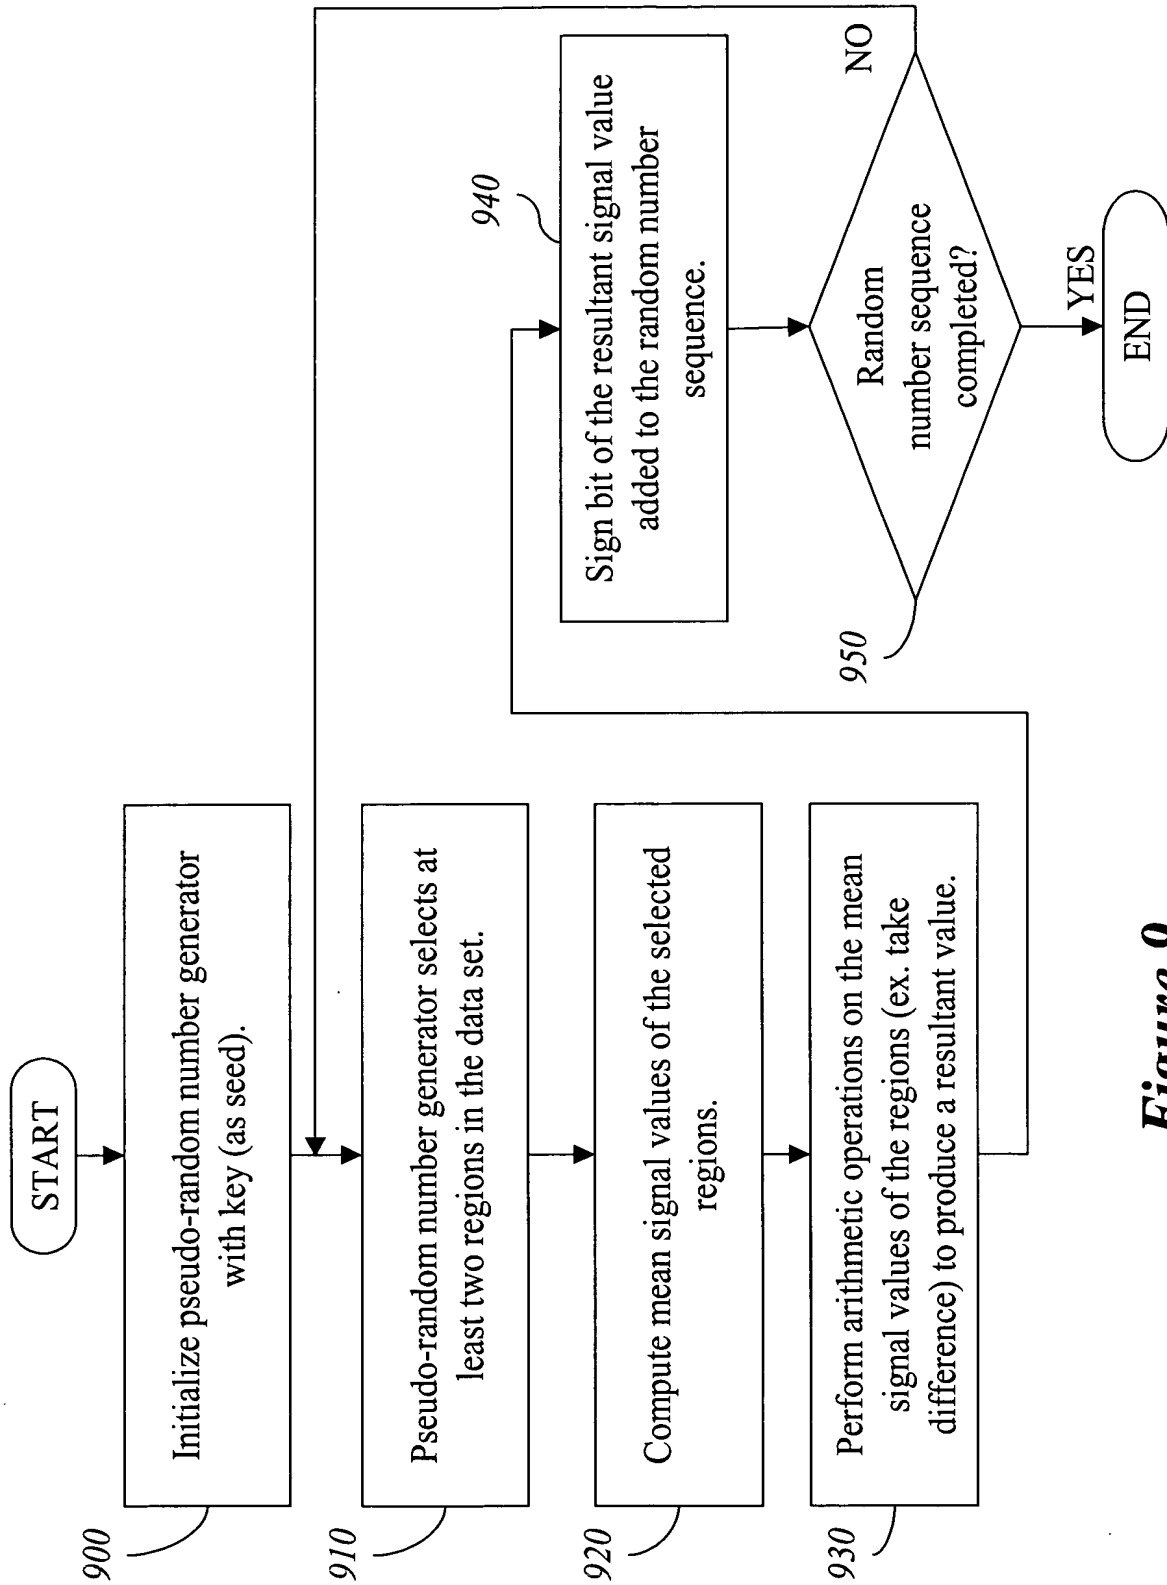 START
900
Initialize pseudo-random number generator
with key (as seed).
910
Pseudo-random number generator selects at
least two regions in the data set.
920
Compute mean signal values of the selected
regions.
930
Perform arithmetic operations on the mean
signal values of the regions (ex. take
difference) to produce a resultant value.
940
Sign bit of the resultant signal value
added to the random number
sequence.
950
Random
number sequence
completed?
NO
YES
END
Figure 9